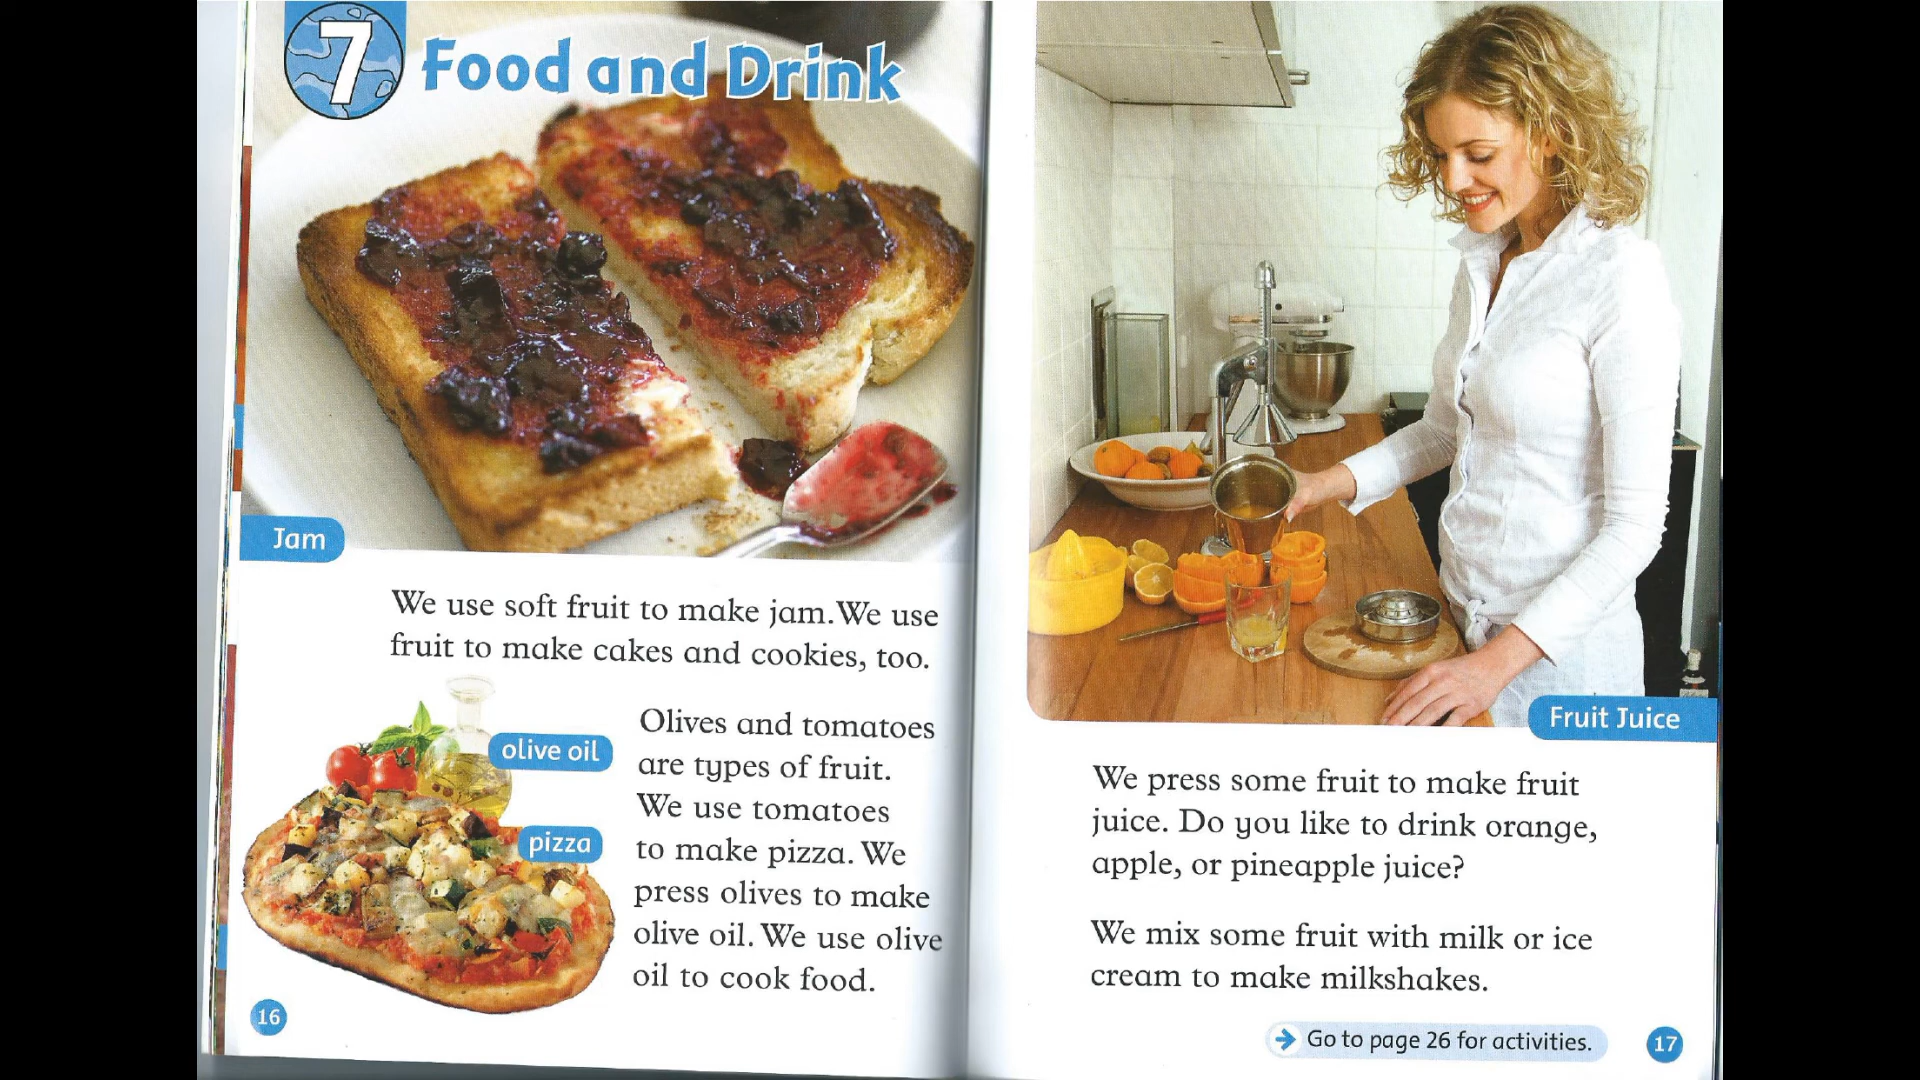 7 Food and Drink
Jam
We use soft fruit to make jam. We use
fruit to make cakes and cookies, too.
olive oil
pizza
Olives and tomatoes
are types of fruit.
We use tomatoes
to make pizza. We
press olives to make
olive oil. We use olive
oil to cook food.
16
Fruit Juice
We press some fruit to make fruit
juice. Do you like to drink orange,
apple, or pineapple juice?
We mix some fruit with milk or ice
cream to make milkshakes.
Go to page 26 for activities.
17